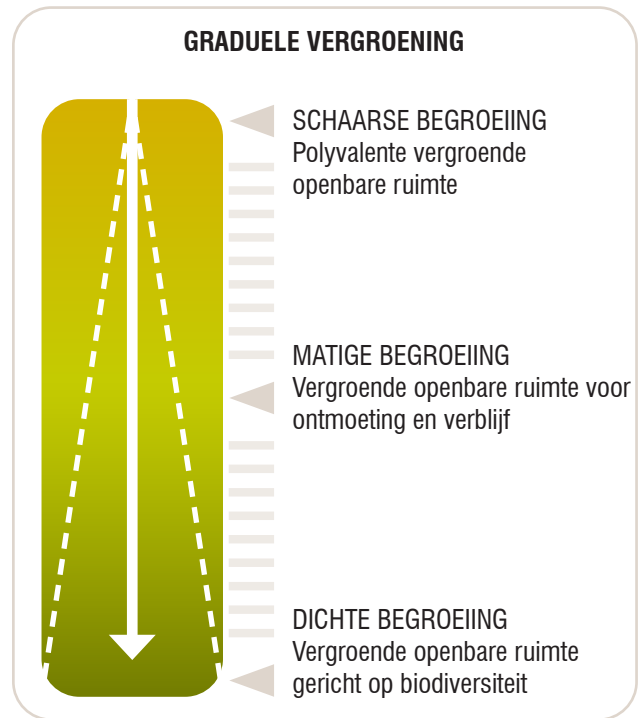 GRADUELE VERGROENING
SCHAARSE BEGROEIING
Polyvalente vergroende
openbare ruimte
MATIGE BEGROEIING
Vergroende openbare ruimte voor
ontmoeting en verblijf
DICHTE BEGROEIING
Vergroende openbare ruimte
gericht op biodiversiteit